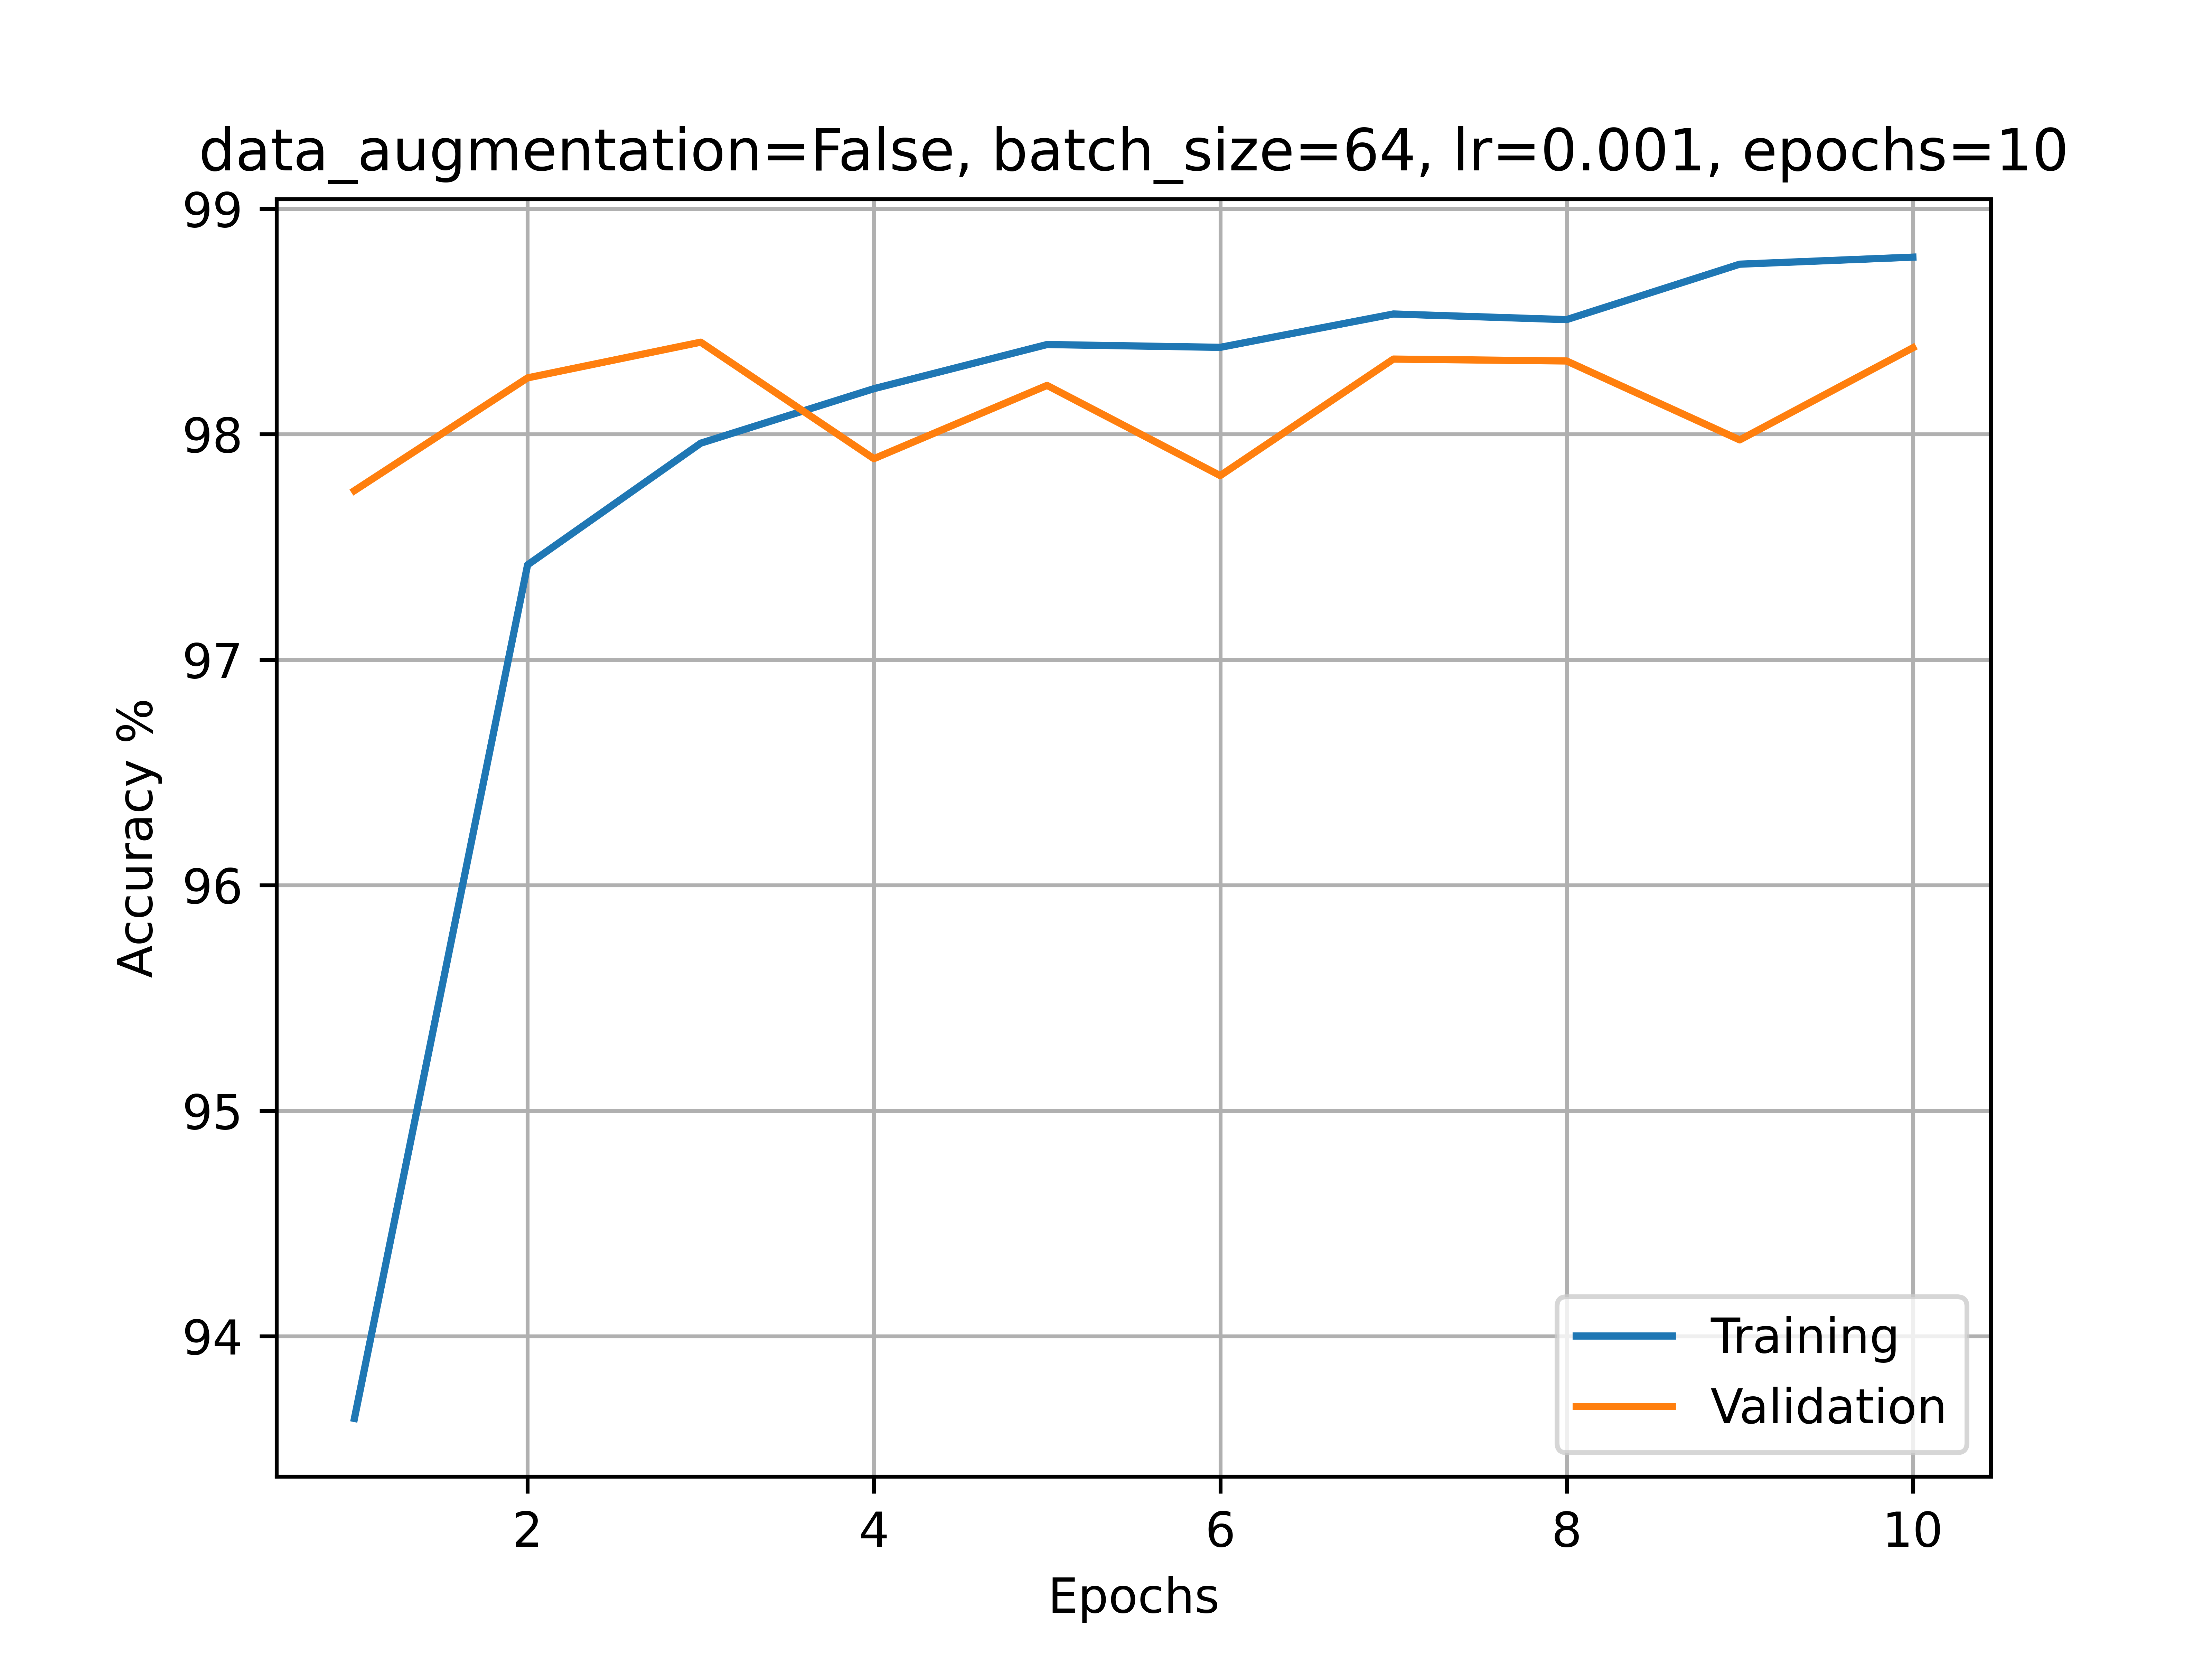 data_augmentation=False, batch_size=64, lr=0.001, epochs=10
99
98
97
96
95
94
Accuracy %
2 4 6 8 10
Epochs
Training
Validation